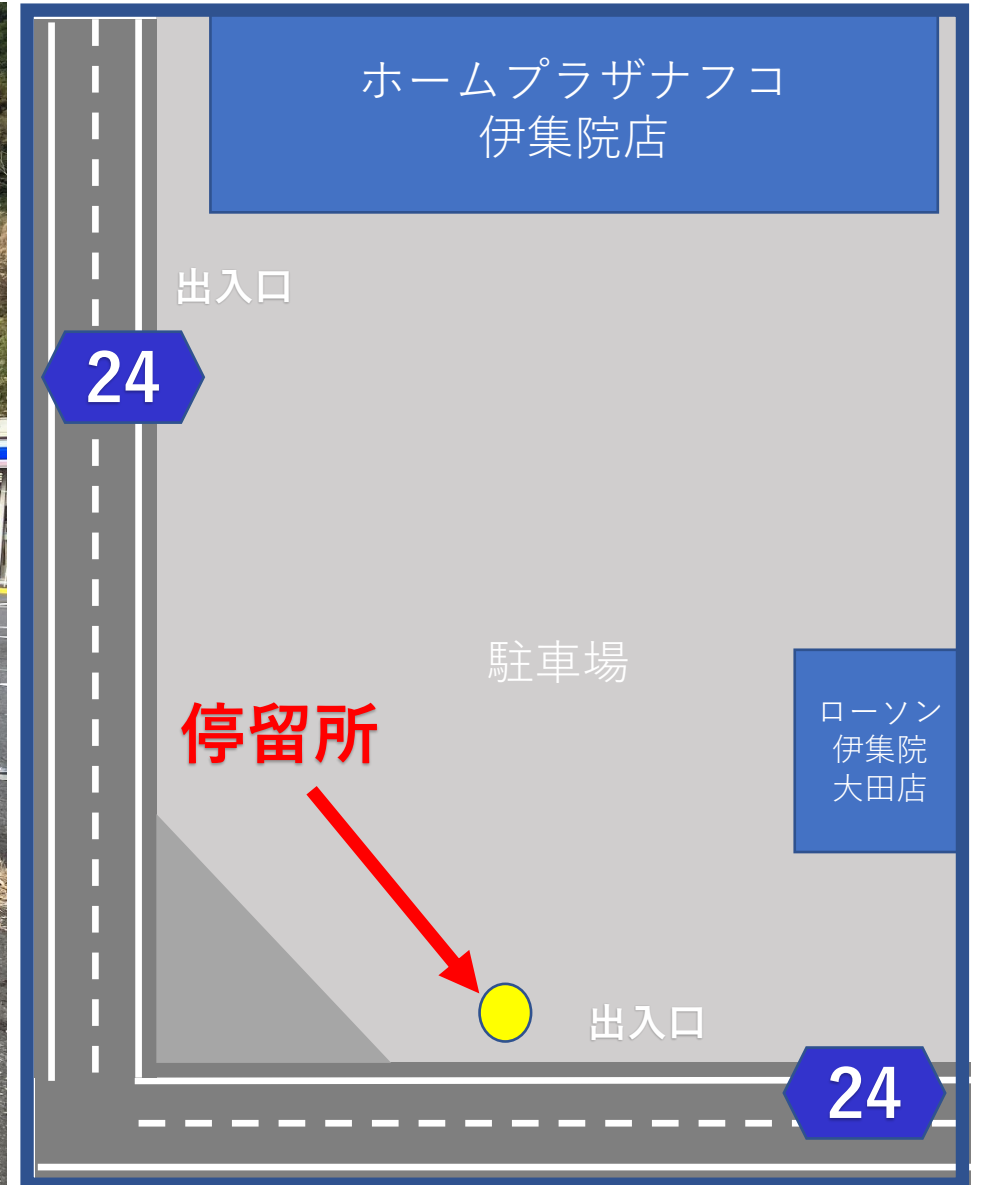 ホームプラザナフコ
伊集院店
出入口
24
駐車場
ローソン
伊集院
大田店
停留所
出入口
24